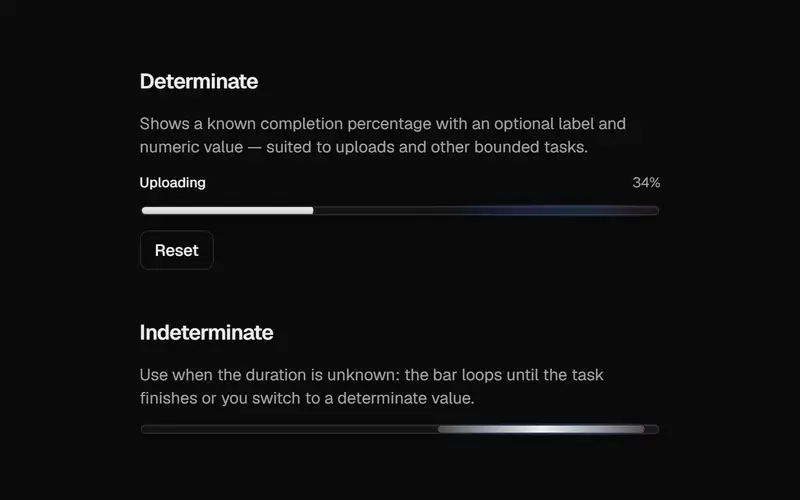 Determinate
Shows a known completion percentage with an optional label and
numeric value — suited to uploads and other bounded tasks.
Uploading 34%
Reset
Indeterminate
Use when the duration is unknown: the bar loops until the task
finishes or you switch to a determinate value.